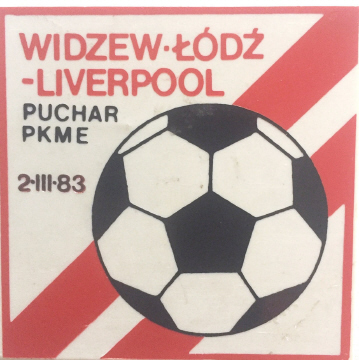 WIDZEW·ŁÓDŹ
-LIVERPOOL
PUCHAR
PKME
2·III·83